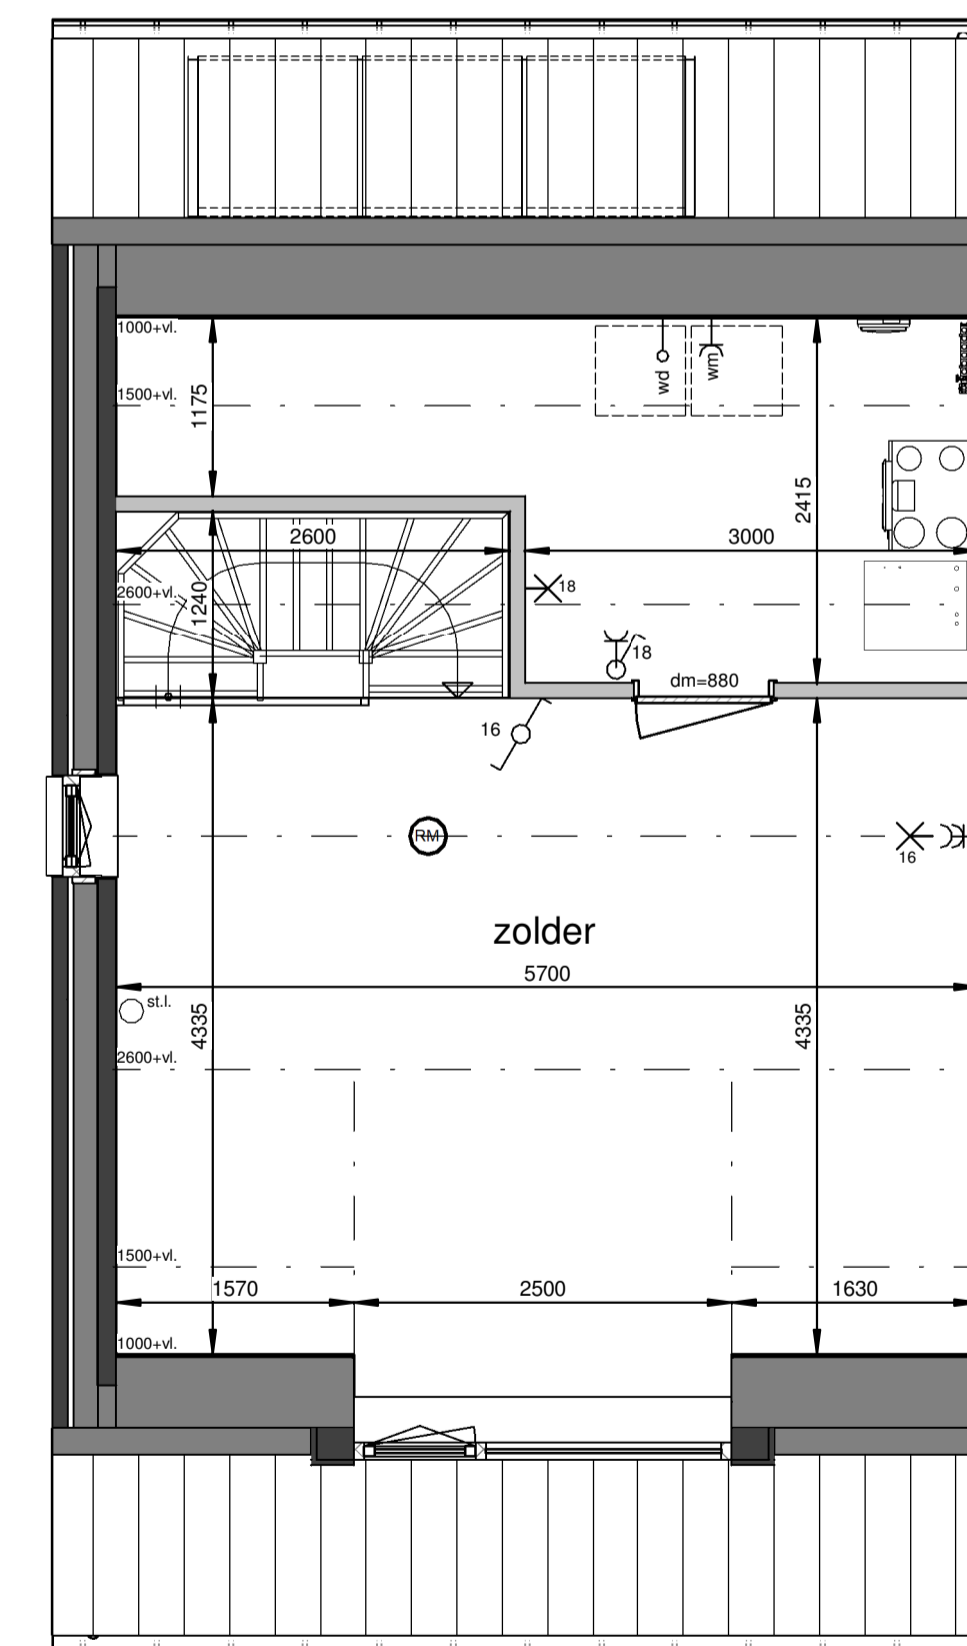 1000+vl.
1500+vl.
1175
wd
wm
2415
2600
3000
2600+vl.
1240
18
18
dm=880
16
RM
16
zolder
5700
st.l.
4335
4335
2600+vl.
1500+vl.
1570
2500
1630
1000+vl.